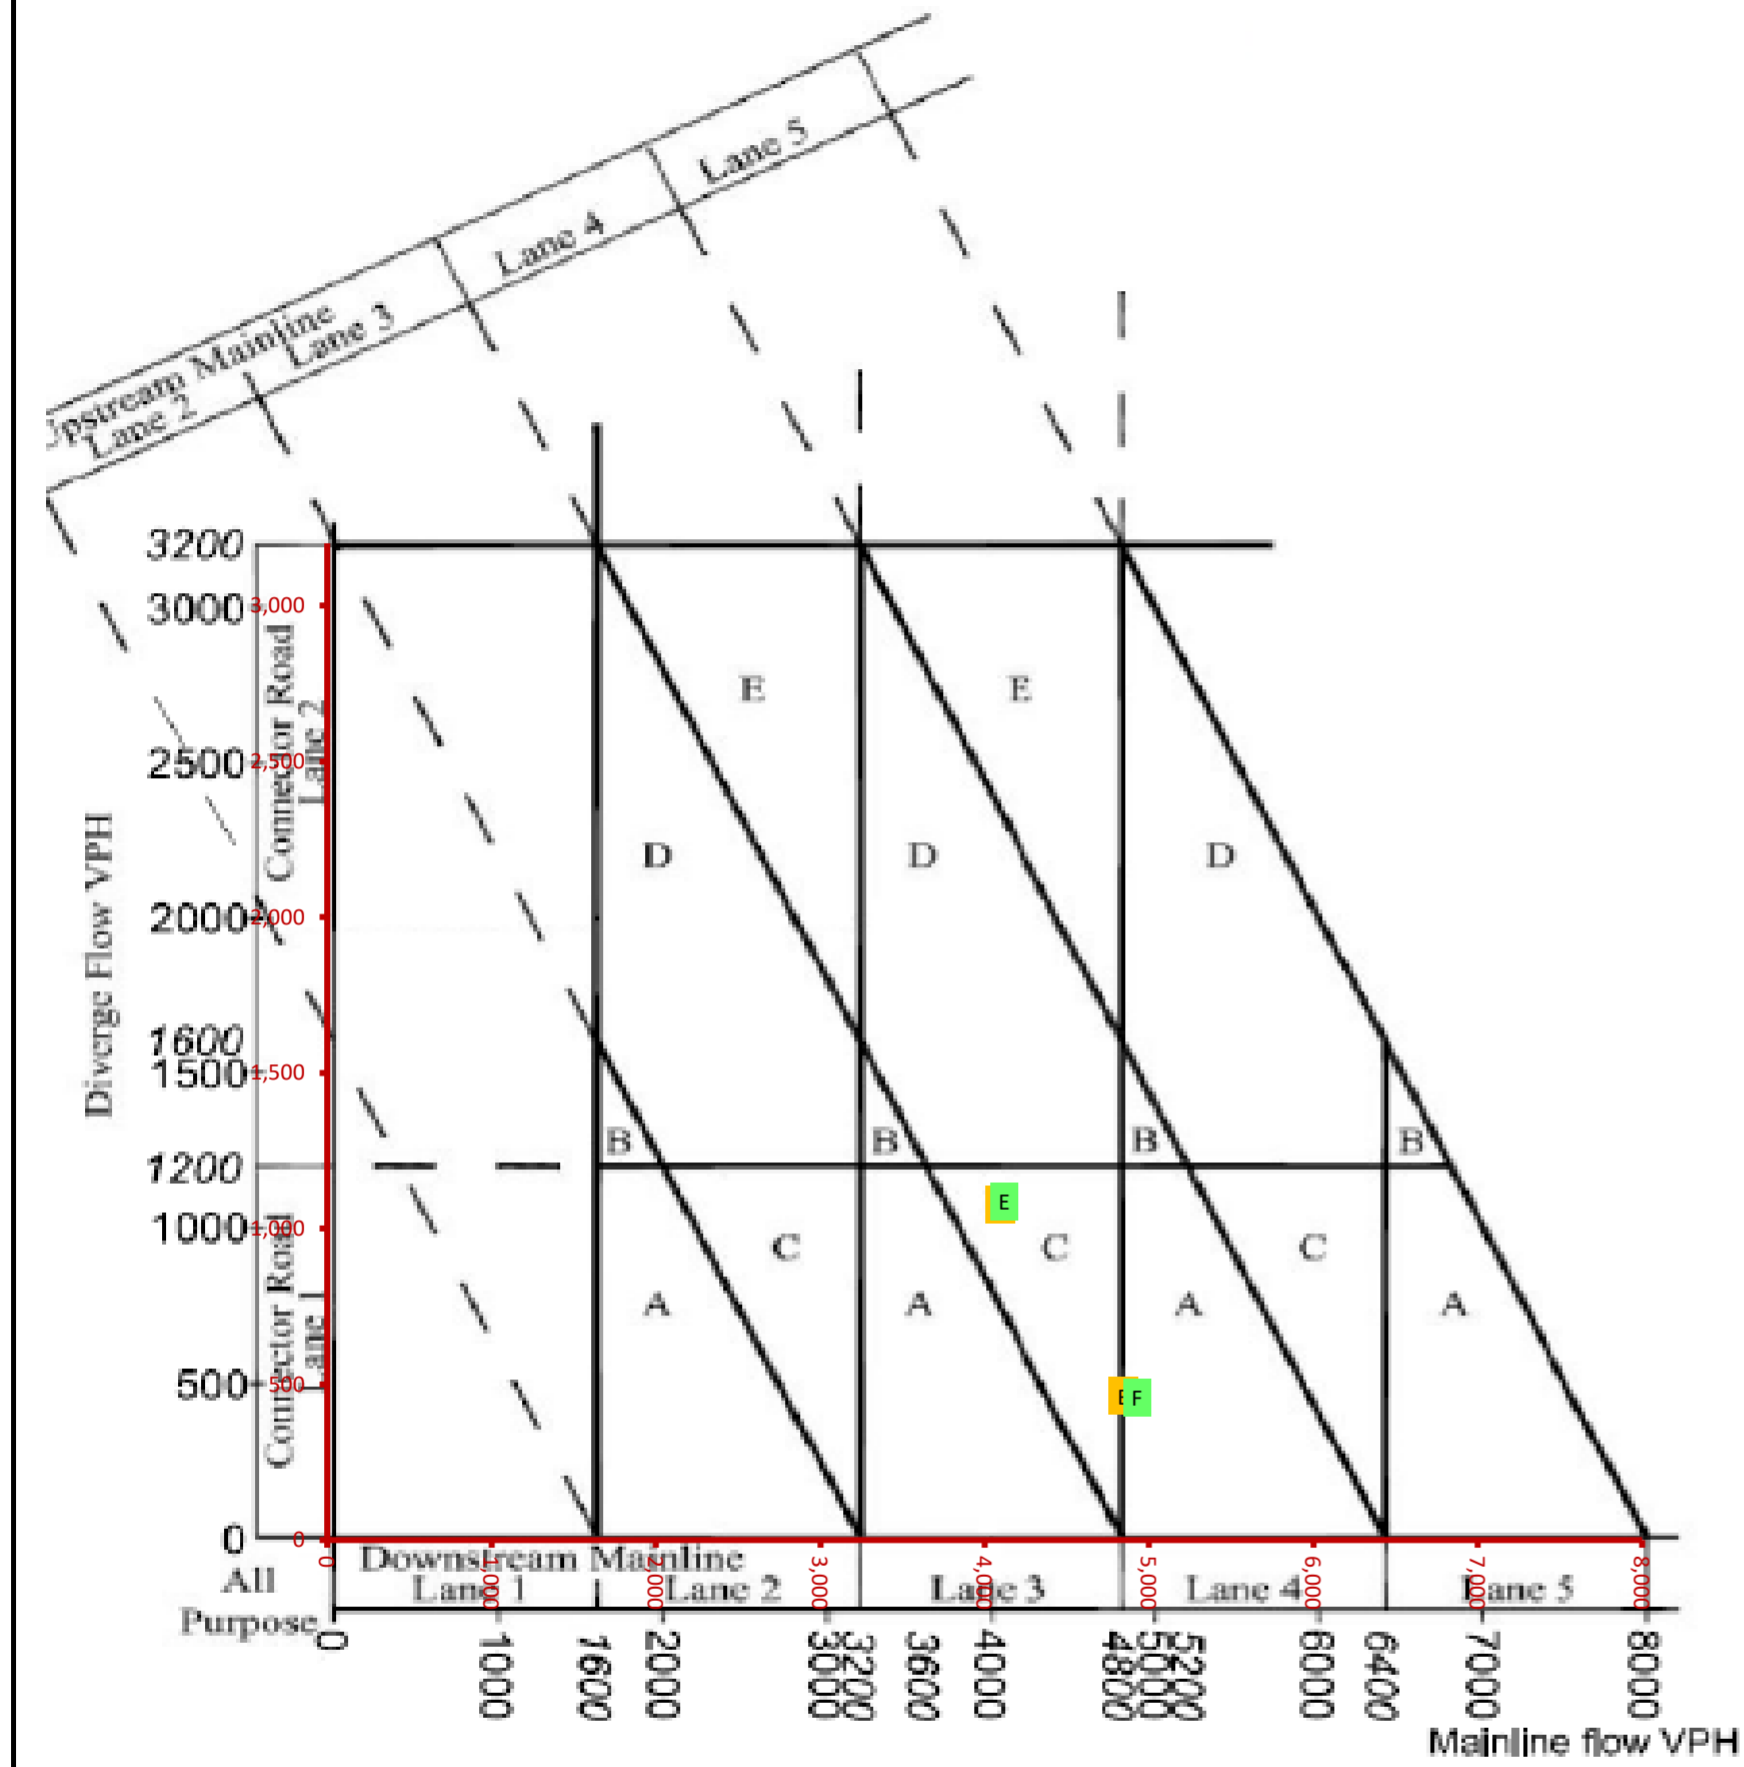 Lane 5
Lane 4
Upstream Mainline
Lane 3
Lane 2
3200
3000
3,000
Connector Road
Lane 2
E
E
2500
2,500
Diverge Flow VPH
D
D
D
2000
2,000
1600
1500
1,500
B
B
B
B
1200
E
1000
1,000
C
C
C
Connector Road
Lane 1
A
A
A
A
500
500
F
0
0
0
1,000
2,000
3,000
4,000
5,000
6,000
7,000
8,000
All
Purpose
Downstream Mainline
Lane 1
Lane 2
Lane 3
Lane 4
Lane 5
0
1000
1600
2000
3000
3200
3600
4000
4800
5000
5200
6000
6400
7000
8000
Mainline flow VPH